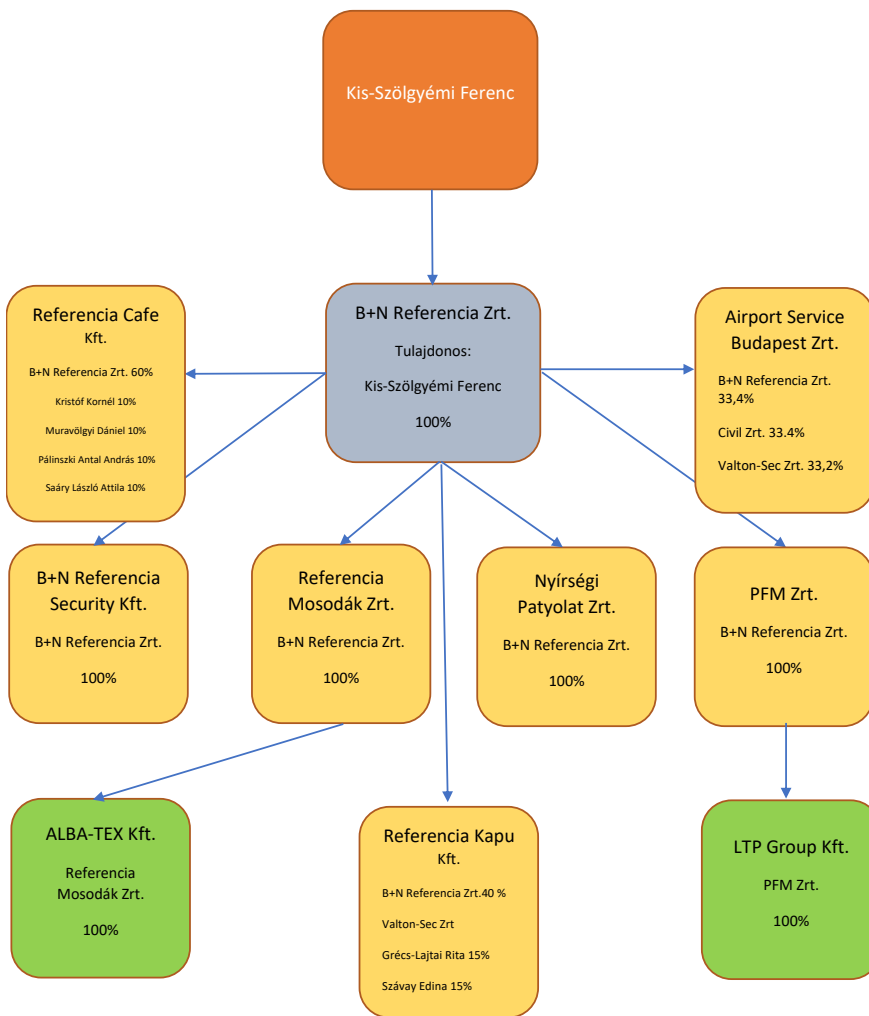 Kis-Szölgyémi Ferenc
Referencia Cafe
Kft.
B+N Referencia Zrt. 60%
Kristóf Kornél 10%
Muravölgyi Dániel 10%
Pálinszki Antal András 10%
Saáry László Attila 10%
B+N Referencia Zrt.
Tulajdonos:
Kis-Szölgyémi Ferenc
100%
Airport Service
Budapest Zrt.
B+N Referencia Zrt.
33,4%
Civil Zrt. 33.4%
Valton-Sec Zrt. 33,2%
B+N Referencia
Security Kft.
B+N Referencia Zrt.
100%
Referencia
Mosodák Zrt.
B+N Referencia Zrt.
100%
Nyírségi
Patyolat Zrt.
B+N Referencia Zrt.
100%
PFM Zrt.
B+N Referencia Zrt.
100%
ALBA-TEX Kft.
Referencia
Mosodák Zrt.
100%
Referencia Kapu
Kft.
B+N Referencia Zrt.40 %
Valton-Sec Zrt
Grécs-Lajtai Rita 15%
Szávay Edina 15%
LTP Group Kft.
PFM Zrt.
100%